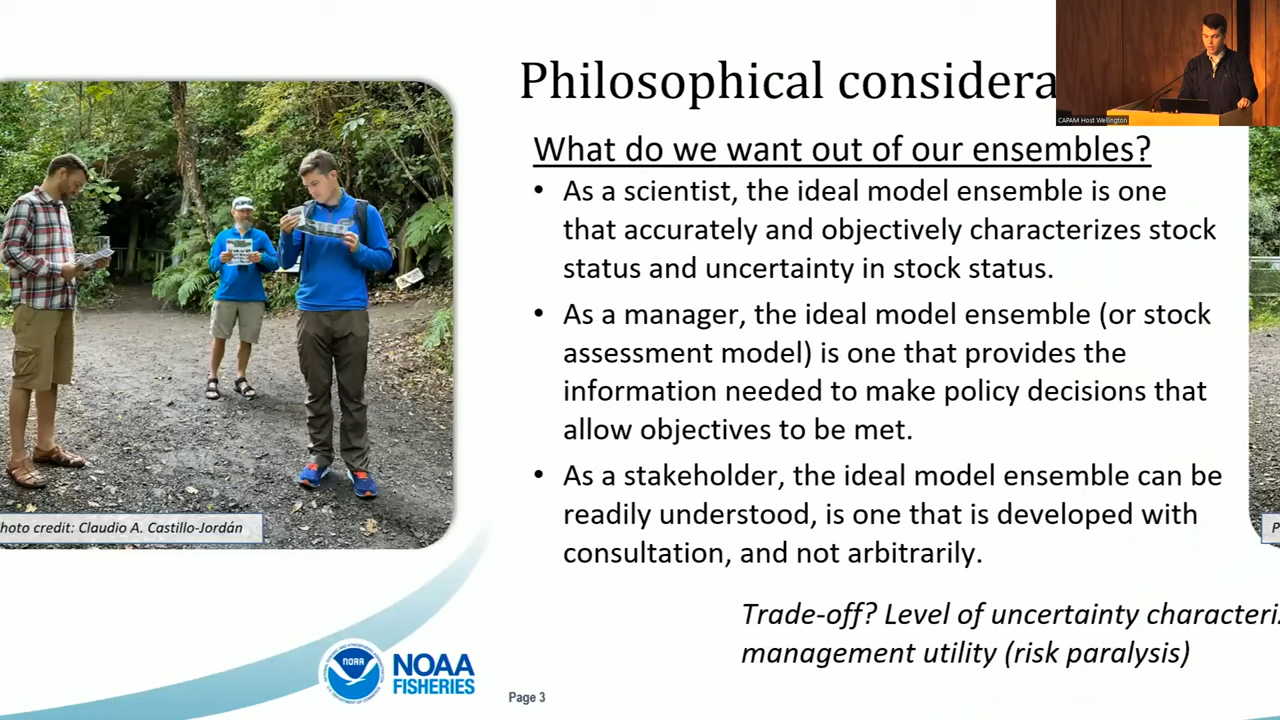 Philosophical considera
CAPAM Host Wellington
What do we want out of our ensembles?
• As a scientist, the ideal model ensemble is one
that accurately and objectively characterizes stock
status and uncertainty in stock status.
• As a manager, the ideal model ensemble (or stock
assessment model) is one that provides the
information needed to make policy decisions that
allow objectives to be met.
• As a stakeholder, the ideal model ensemble can be
readily understood, is one that is developed with
consultation, and not arbitrarily.
hoto credit: Claudio A. Castillo-Jordán
P
Trade-off? Level of uncertainty characteri
management utility (risk paralysis)
NOAA
NOAA
FISHERIES
Page 3